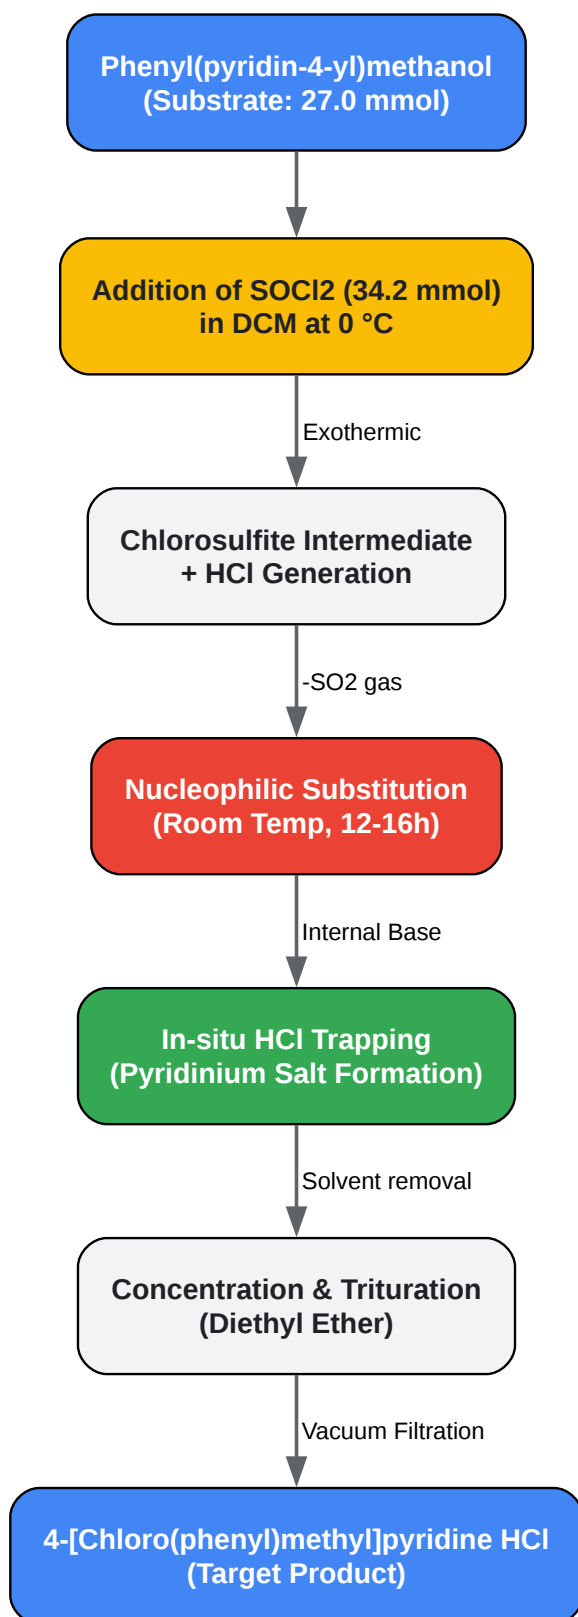 Phenyl(pyridin-4-yl)methanol
(Substrate: 27.0 mmol)
Addition of SOCl2 (34.2 mmol)
in DCM at 0 °C
Exothermic
Chlorosulfite Intermediate
+ HCl Generation
-SO2 gas
Nucleophilic Substitution
(Room Temp, 12-16h)
Internal Base
In-situ HCl Trapping
(Pyridinium Salt Formation)
Solvent removal
Concentration & Trituration
(Diethyl Ether)
Vacuum Filtration
4-[Chloro(phenyl)methyl]pyridine HCl
(Target Product)